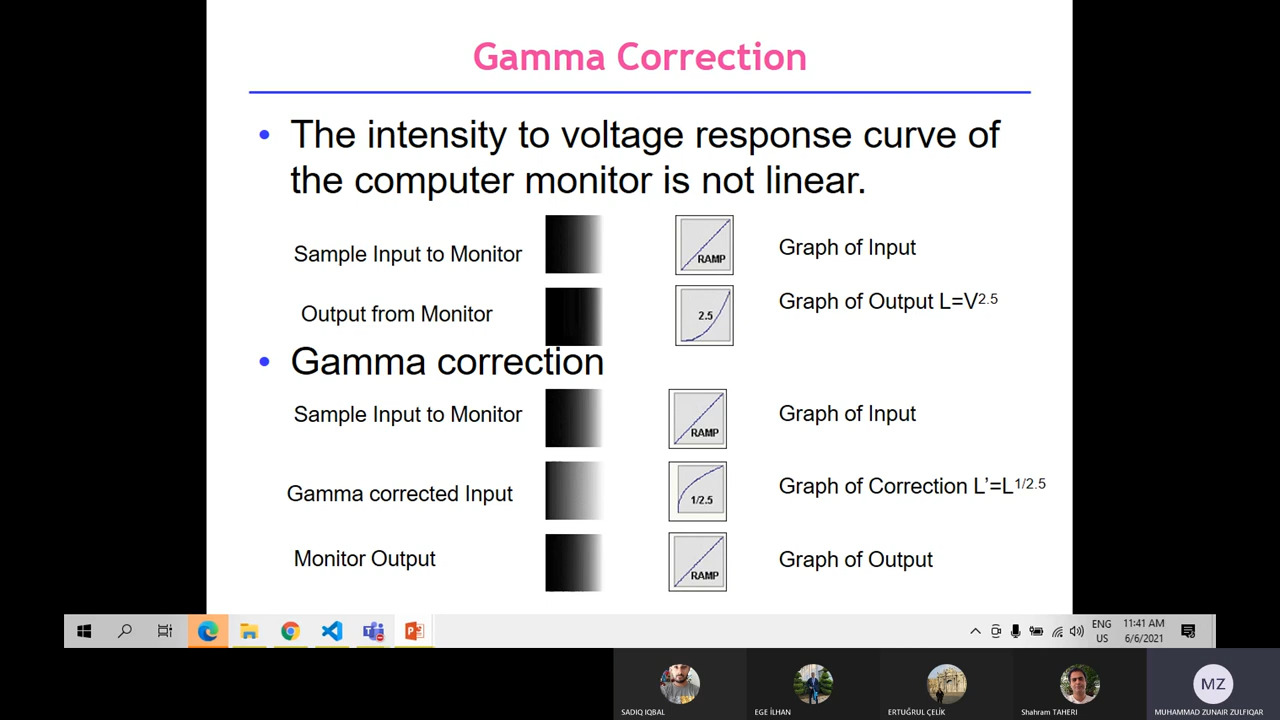 Gamma Correction
• The intensity to voltage response curve of
the computer monitor is not linear.
Sample Input to Monitor
RAMP
Graph of Input
Output from Monitor
2.5
Graph of Output L=V2.5
• Gamma correction
Sample Input to Monitor
RAMP
Graph of Input
Gamma corrected Input
1/2.5
Graph of Correction L’=L1/2.5
Monitor Output
RAMP
Graph of Output
ENG
US
11:41 AM
6/6/2021
MZ
SADIQ IQBAL
EGE İLHAN
ERTUĞRUL ÇELİK
Shahram TAHERI
MUHAMMAD ZUNAIR ZULFIQAR